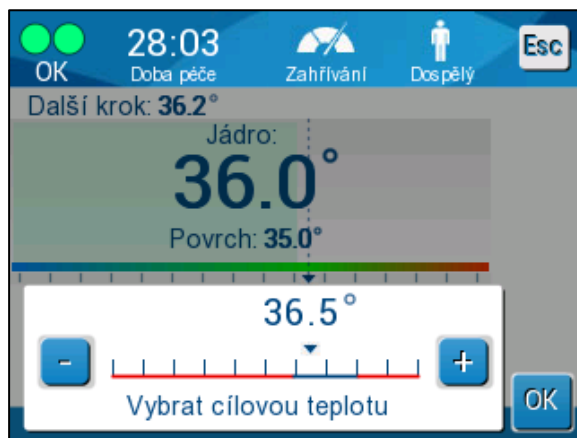 OK
28:03
Doba péče
Zahřívání
Dospělý
Esc
Další krok: 36.2°
Jádro:
36.0°
Povrch: 35.0°
36.5°
- +
Vybrat cílovou teplotu
OK